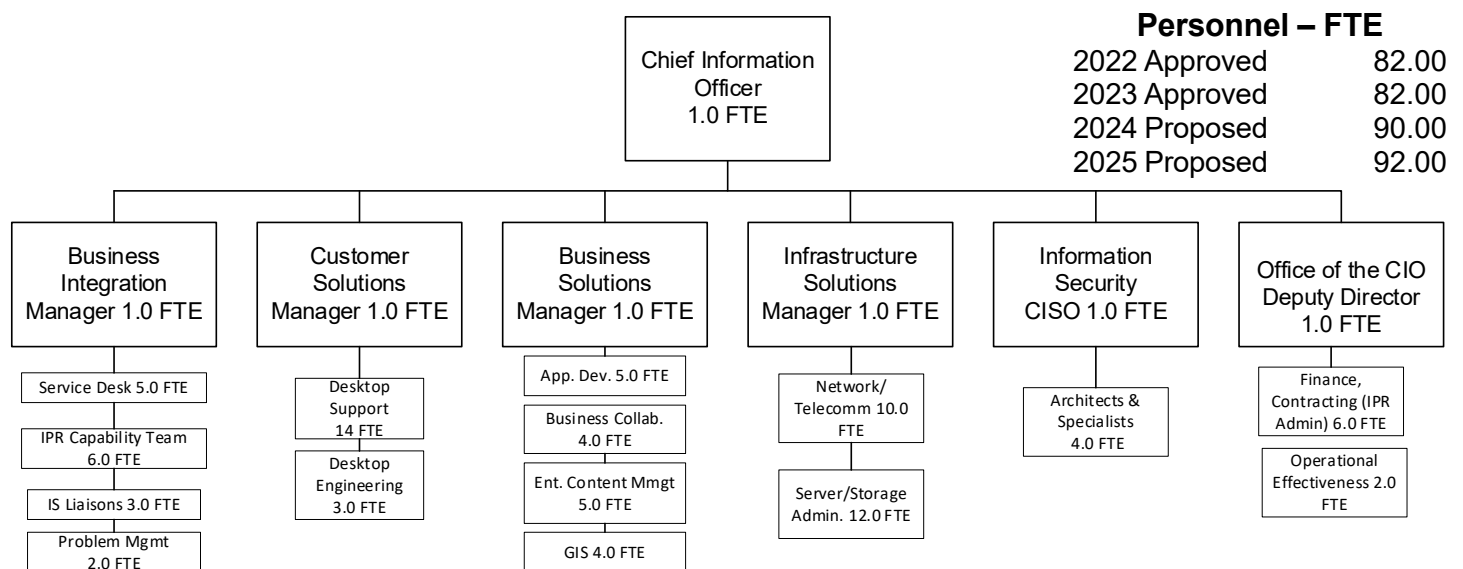 Chief Information
Officer
1.0 FTE
Personnel – FTE
2022 Approved 82.00
2023 Approved 82.00
2024 Proposed 90.00
2025 Proposed 92.00
Business
Integration
Manager 1.0 FTE
Service Desk 5.0 FTE
IPR Capability Team
6.0 FTE
IS Liaisons 3.0 FTE
Problem Mgmt
2.0 FTE
Customer
Solutions
Manager 1.0 FTE
Desktop
Support
14 FTE
Desktop
Engineering
3.0 FTE
Business
Solutions
Manager 1.0 FTE
App. Dev. 5.0 FTE
Business Collab.
4.0 FTE
Ent. Content Mmgt
5.0 FTE
GIS 4.0 FTE
Infrastructure
Solutions
Manager 1.0 FTE
Network/
Telecomm 10.0
FTE
Server/Storage
Admin. 12.0 FTE
Information
Security
CISO 1.0 FTE
Architects &
Specialists
4.0 FTE
Office of the CIO
Deputy Director
1.0 FTE
Finance,
Contracting (IPR
Admin) 6.0 FTE
Operational
Effectiveness 2.0
FTE